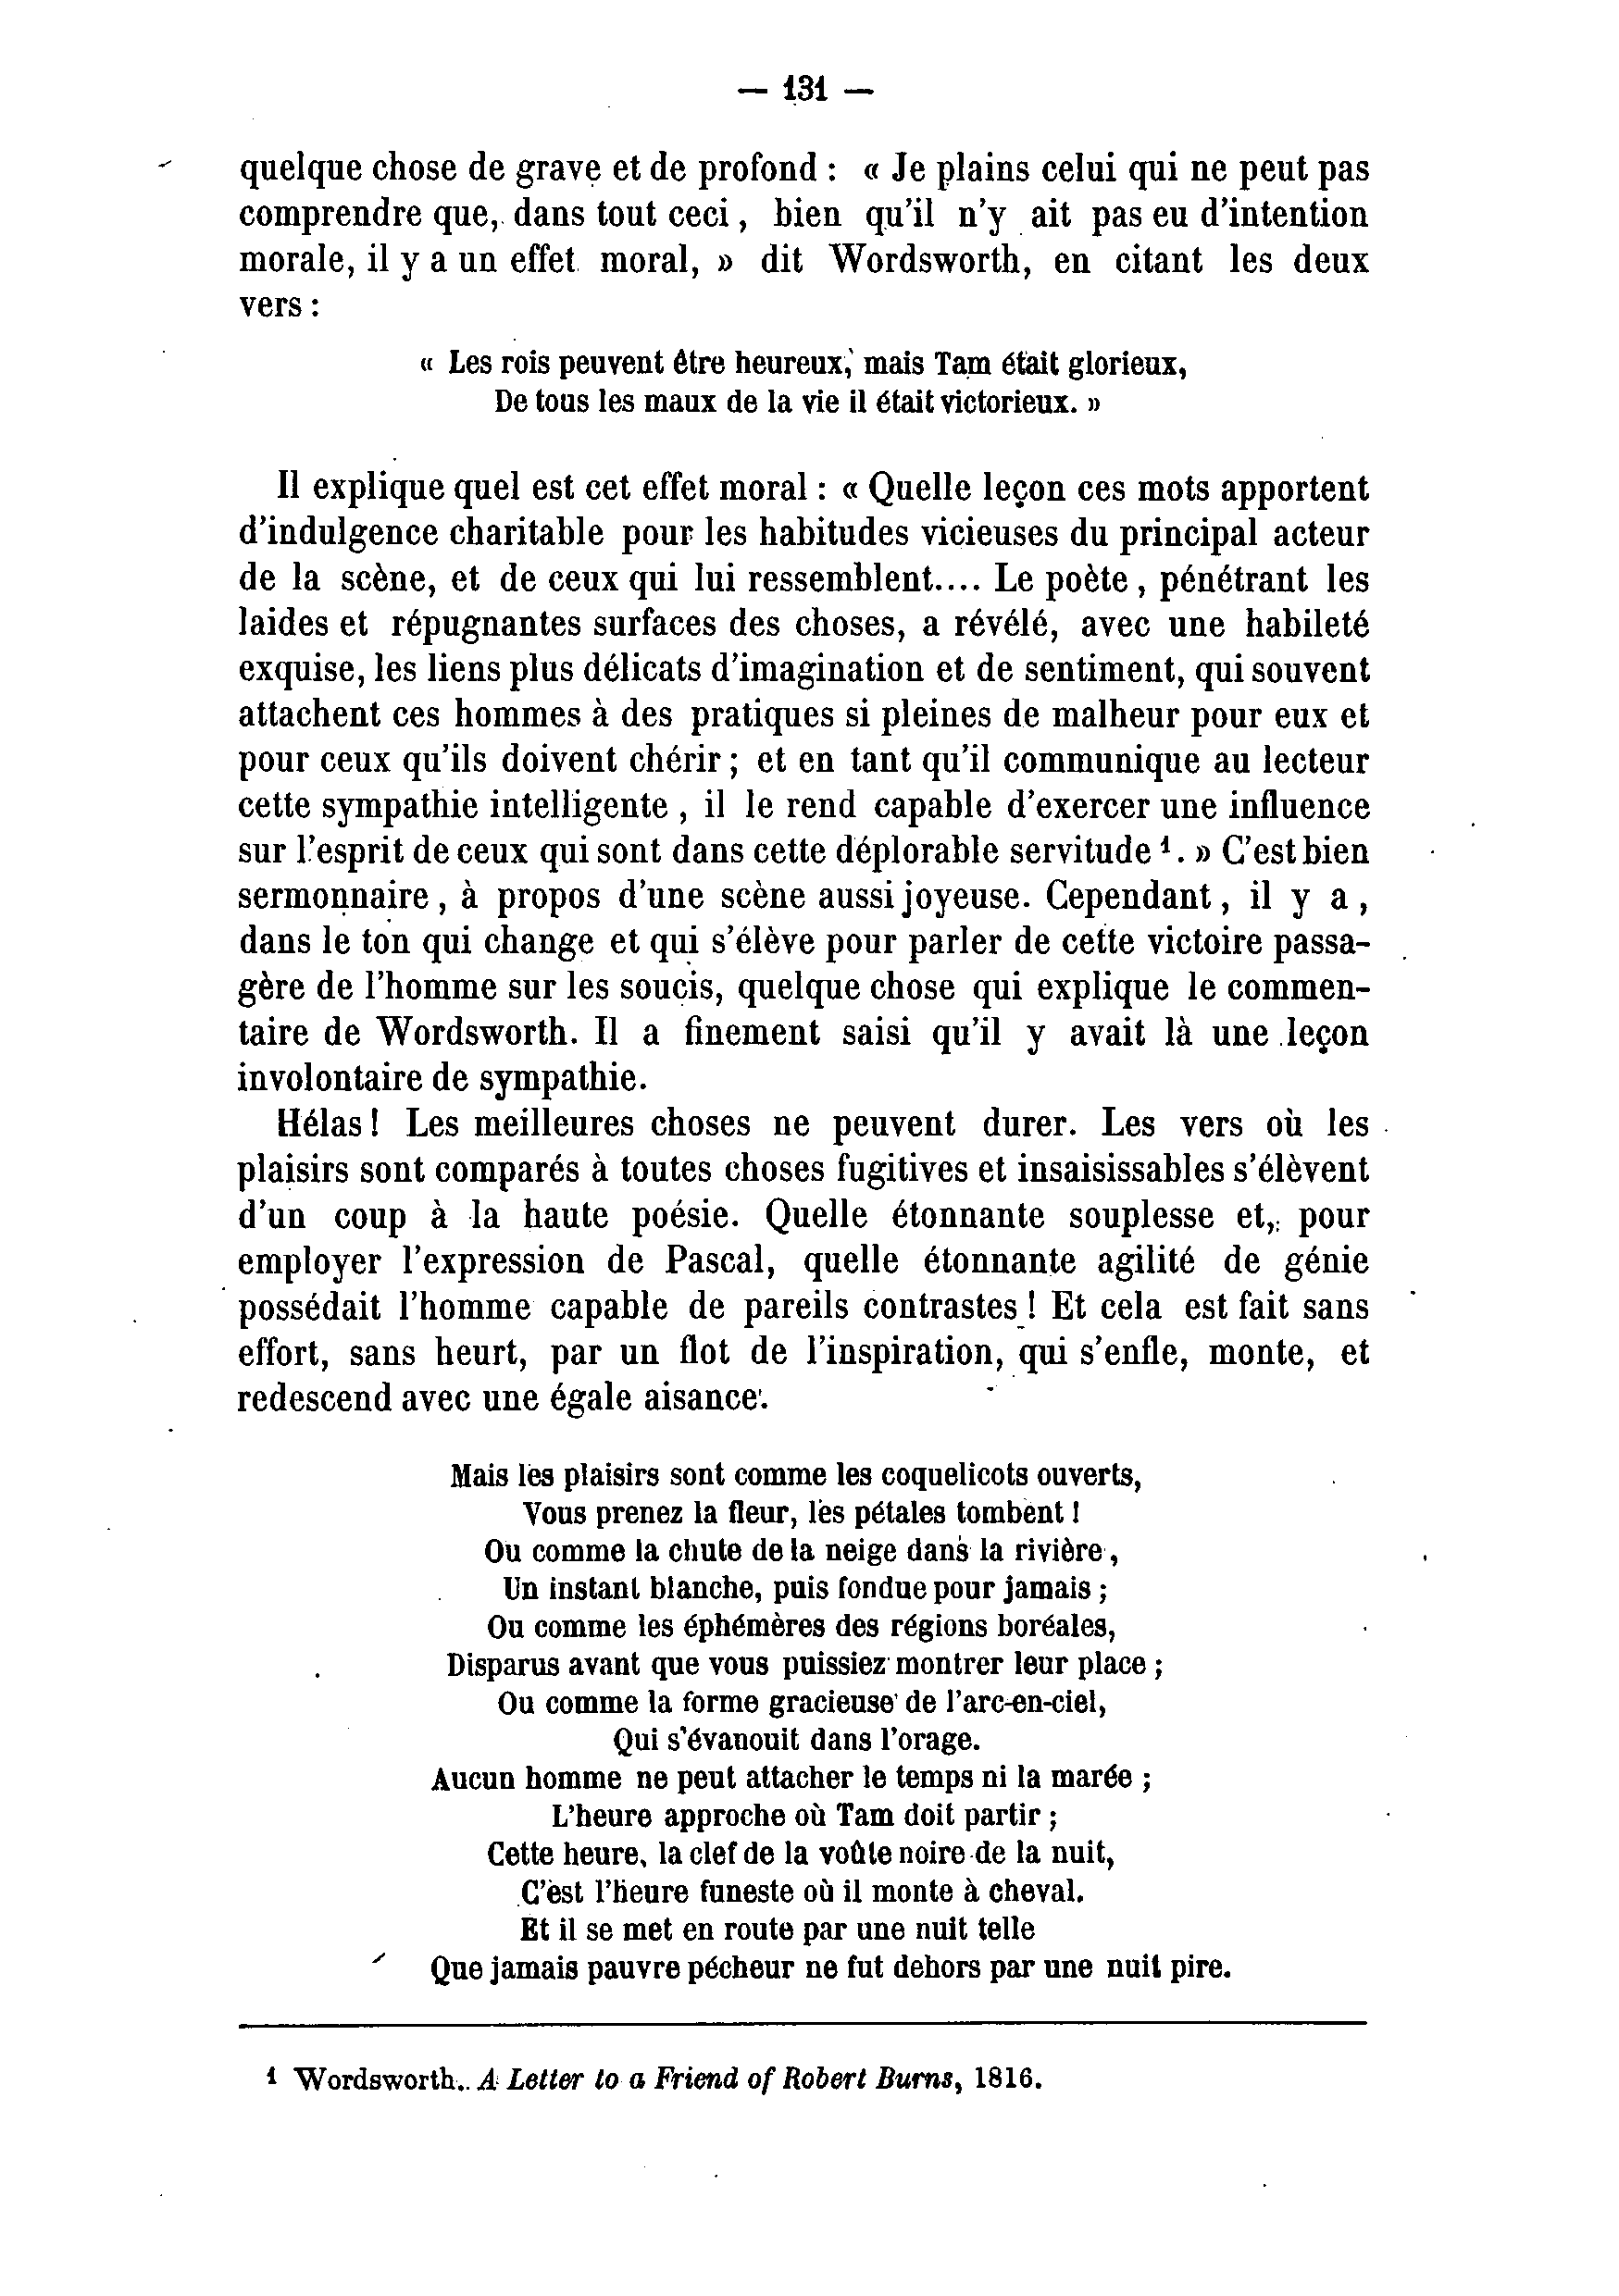 — 131 —
quelque chose de grave et de profond : « Je plains celui qui ne peut pas
comprendre que, dans tout ceci, bien qu'il n'y ait pas eu d'intention
morale, il y a un effet moral, » dit Wordsworth, en citant les deux
vers :
« Les rois peuvent être heureux, mais Tam était glorieux,
De tous les maux de la vie il était victorieux. »
Il explique quel est cet effet moral : « Quelle leçon ces mots apportent
d'indulgence charitable pour les habitudes vicieuses du principal acteur
de la scène, et de ceux qui lui ressemblent.... Le poète, pénétrant les
laides et répugnantes surfaces des choses, a révélé, avec une habileté
exquise, les liens plus délicats d'imagination et de sentiment, qui souvent
attachent ces hommes à des pratiques si pleines de malheur pour eux et
pour ceux qu'ils doivent chérir ; et en tant qu'il communique au lecteur
cette sympathie intelligente, il le rend capable d'exercer une influence
sur l'esprit de ceux qui sont dans cette déplorable servitude ¹. » C'est bien
sermonnaire, à propos d'une scène aussi joyeuse. Cependant, il y a,
dans le ton qui change et qui s'élève pour parler de cette victoire passa-
gère de l'homme sur les soucis, quelque chose qui explique le commen-
taire de Wordsworth. Il a finement saisi qu'il y avait là une leçon
involontaire de sympathie.
Hélas ! Les meilleures choses ne peuvent durer. Les vers où les
plaisirs sont comparés à toutes choses fugitives et insaisissables s'élèvent
d'un coup à la haute poésie. Quelle étonnante souplesse et, pour
employer l'expression de Pascal, quelle étonnante agilité de génie
possédait l'homme capable de pareils contrastes ! Et cela est fait sans
effort, sans heurt, par un flot de l'inspiration, qui s'enfle, monte, et
redescend avec une égale aisance.
Mais les plaisirs sont comme les coquelicots ouverts,
Vous prenez la fleur, les pétales tombent !
Ou comme la chute de la neige dans la rivière,
Un instant blanche, puis fondue pour jamais ;
Ou comme les éphémères des régions boréales,
Disparus avant que vous puissiez montrer leur place ;
Ou comme la forme gracieuse de l'arc-en-ciel,
Qui s'évanouit dans l'orage.
Aucun homme ne peut attacher le temps ni la marée ;
L'heure approche où Tam doit partir ;
Cette heure, la clef de la voûte noire de la nuit,
C'est l'heure funeste où il monte à cheval.
Et il se met en route par une nuit telle
Que jamais pauvre pécheur ne fut dehors par une nuit pire.
¹ Wordsworth. A Letter to a Friend of Robert Burns, 1816.